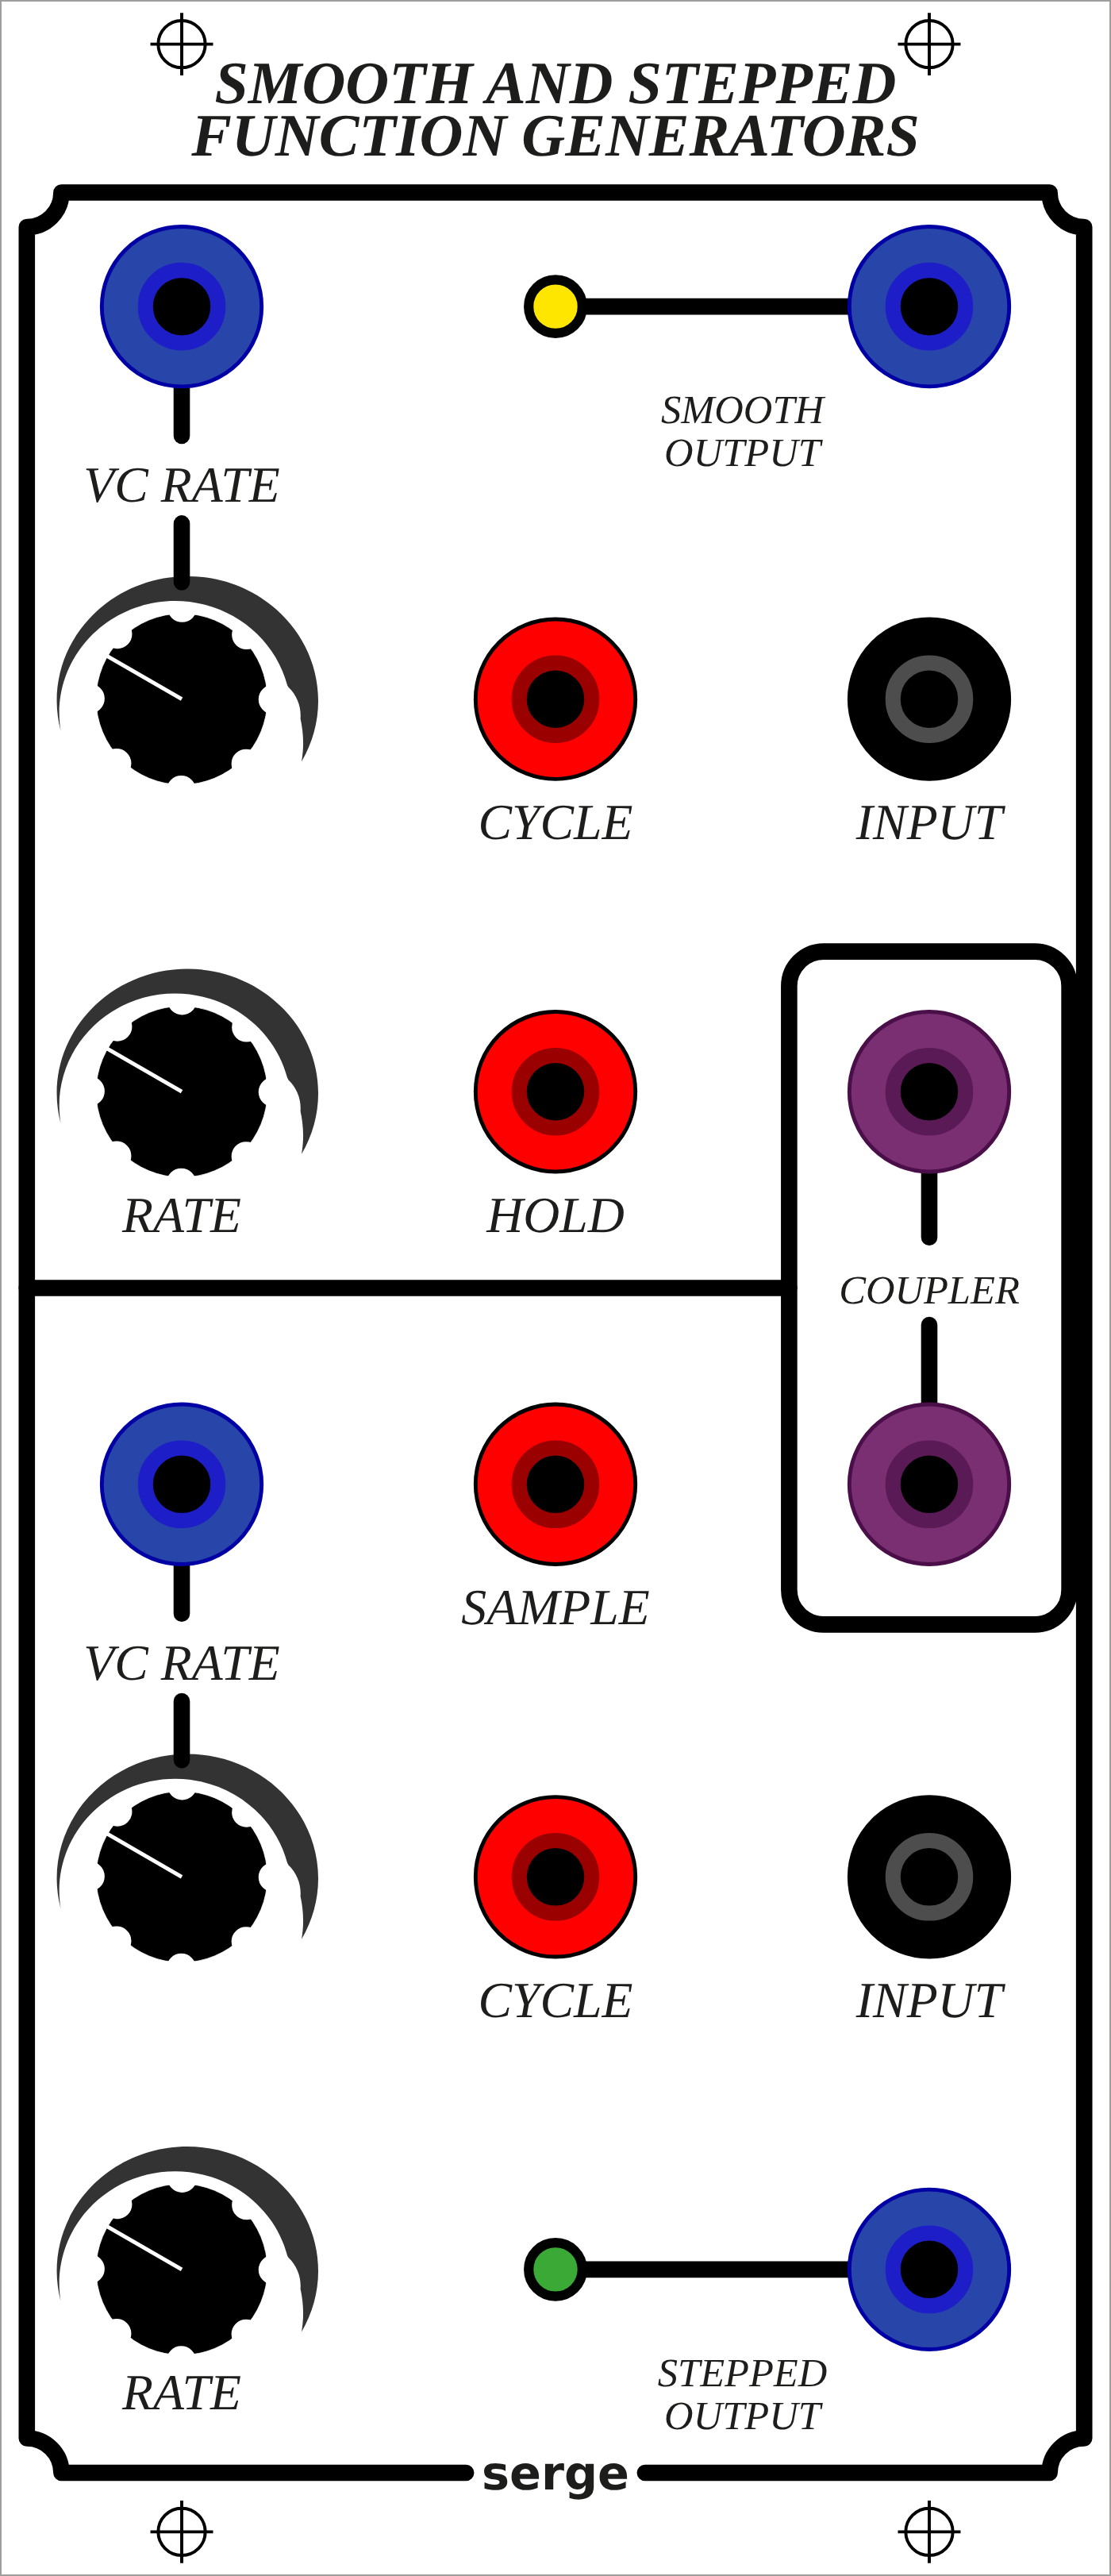 SMOOTH AND STEPPED
FUNCTION GENERATORS
SMOOTH
OUTPUT
VC RATE
CYCLE
INPUT
RATE
HOLD
COUPLER
SAMPLE
VC RATE
CYCLE
INPUT
STEPPED
OUTPUT
RATE
serge